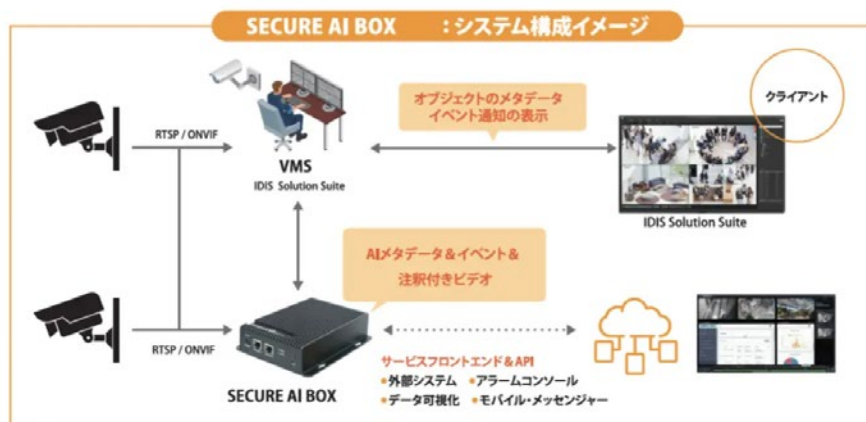 SECURE AI BOX ：システム構成イメージ
クライアント
オブジェクトのメタデータ
イベント通知の表示
RTSP / ONVIF
VMS
IDIS Solution Suite
IDIS Solution Suite
AIメタデータ＆イベント＆
注釈付きビデオ
RTSP / ONVIF
SECURE AI BOX
サービスフロントエンド＆API
●外部システム ●アラームコンソール
●データ可視化 ●モバイル・メッセンジャー